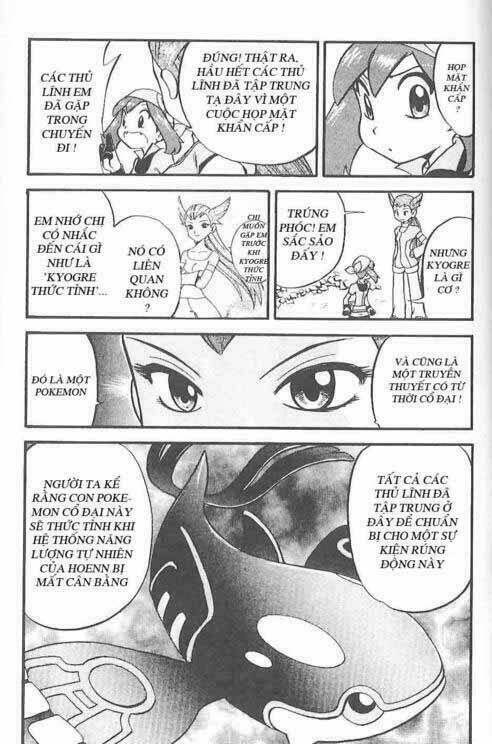 HỌP
MẶT
KHẨN
CẤP
?
ĐÚNG! THẬT RA,
HẦU HẾT CÁC THỦ
LĨNH ĐÃ TẬP TRUNG
TẠ ĐÂY VÌ MỘT
CUỘC HỌP MẶT
KHẨN CẤP !
CÁC THỦ
LĨNH EM
ĐÃ GẶP
TRONG
CHUYẾN
ĐI !
NHƯNG
KYOGRE
LÀ GÌ
CƠ ?
TRÚNG
PHÓC! EM
SẮC SẢO
ĐẤY !
CHỊ
MUỐN
GẶP EM
TRƯỚC
KHI
KYOGRE
THỨC
TỈNH
NÓ CÓ
LIÊN
QUAN
KHÔNG
?
EM NHỚ CHỊ
CÓ NHẮC
ĐẾN CÁI GÌ
NHƯ LÀ
'KYOGRE
THỨC TỈNH'...
VÀ CŨNG LÀ
MỘT TRUYỀN
THUYẾT CÓ TỪ
THỜI CỔ ĐẠI !
ĐÓ LÀ MỘT
POKEMON
TẤT CẢ CÁC
THỦ LĨNH ĐÃ
TẬP TRUNG Ở
ĐÂY ĐỂ CHUẨN
BỊ CHO MỘT SỰ
KIỆN RÚNG
ĐỘNG NÀY
NGƯỜI TA KỂ
RẰNG CON POKE-
MON CỔ ĐẠI NÀY
SẼ THỨC TỈNH KHI
HỆ THỐNG NĂNG
LƯỢNG TỰ NHIÊN
CỦA HOENN BỊ
MẤT CÂN BẰNG